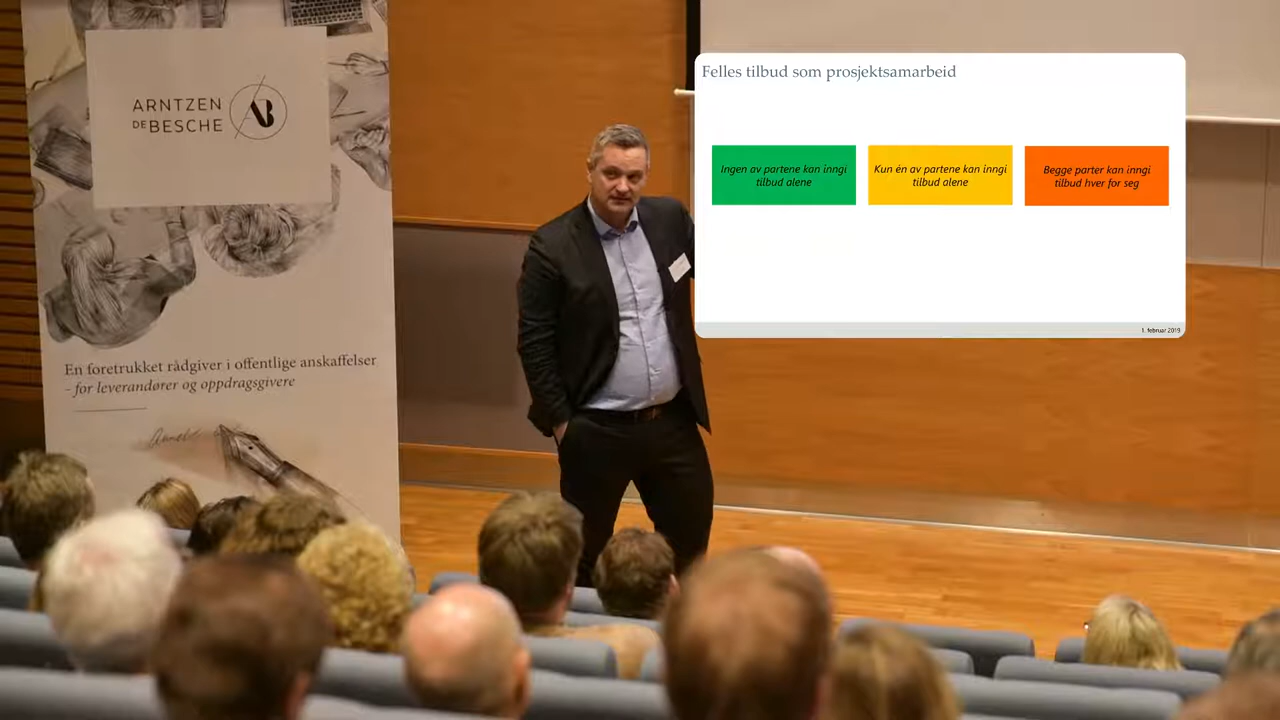 ARNTZEN
DE BESCHE
En foretrukket rådgiver i offentlige anskaffelser
– for leverandører og oppdragsgivere
Felles tilbud som prosjektsamarbeid
Ingen av partene kan inngi
tilbud alene
Kun én av partene kan inngi
tilbud alene
Begge parter kan inngi
tilbud hver for seg
1. februar 2019